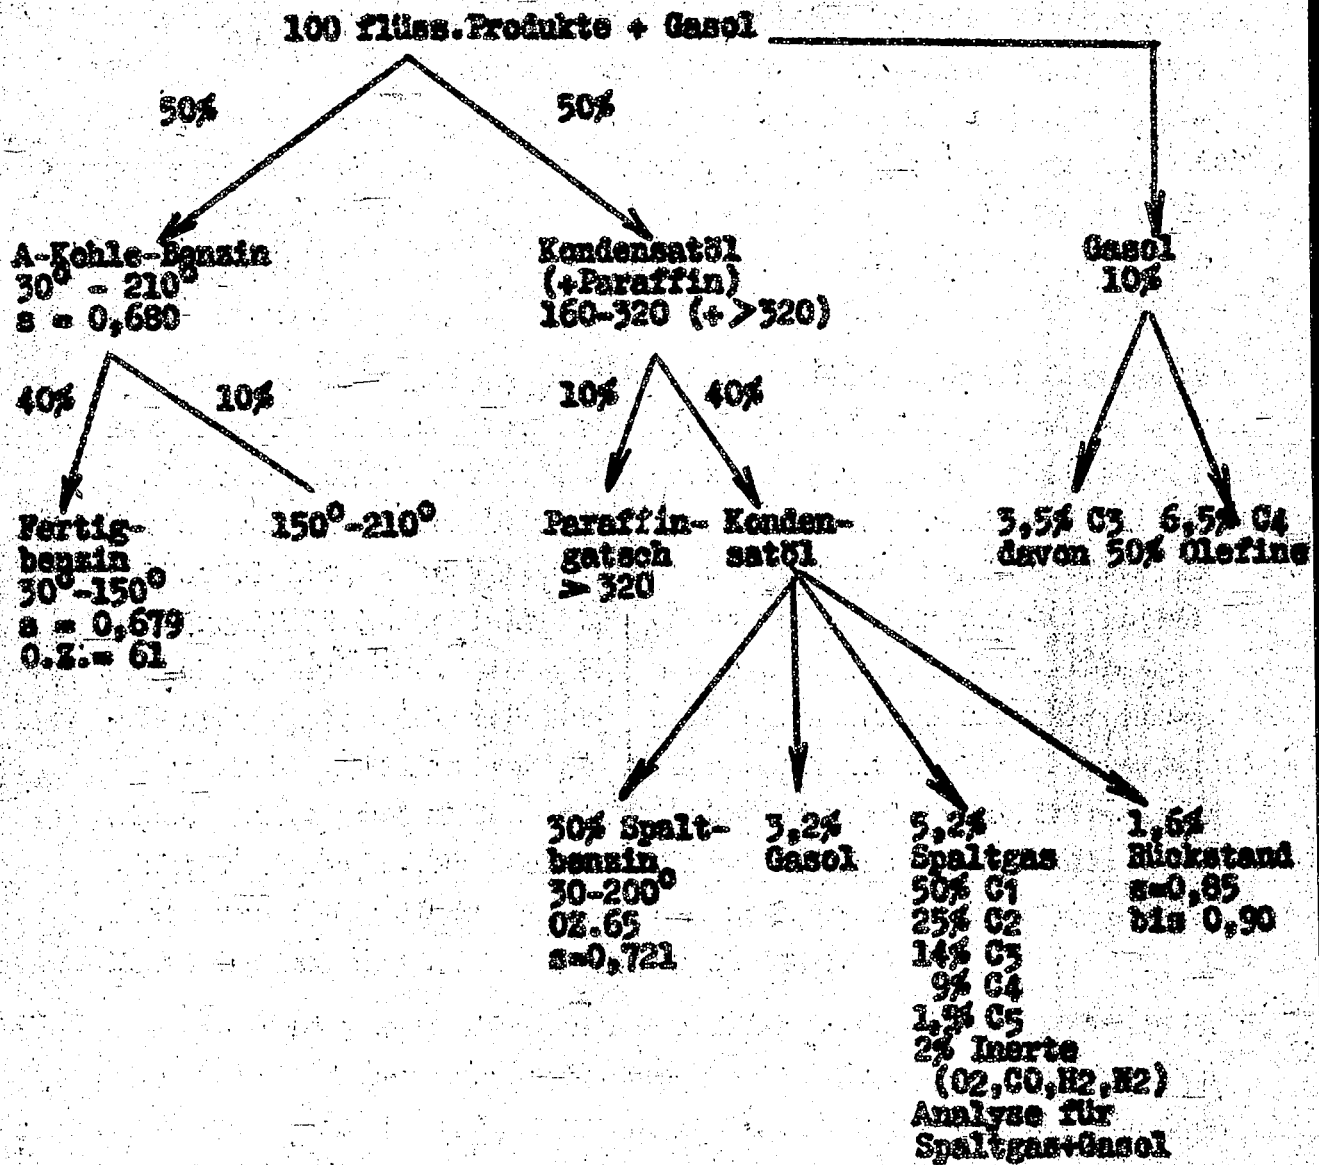 100 flüss.Produkte + Gasol
50%
50%
A-Kohle-Benzin
30° - 210°
s = 0,680
Kondensatöl
(+Paraffin)
160-320 (+ >320)
Gasol
10%
40%
10%
10%
40%
Fertig-
benzin
30°-150°
s = 0,679
O.Z.= 61
150°-210°
Paraffin-
gatsch
> 320
Konden-
satöl
3,5% C3 6,5% C4
davon 50% Olefine
30% Spalt-
benzin
30-200°
OZ.65
s=0,721
3,2%
Gasol
5,2%
Spaltgas
50% C1
25% C2
14% C3
9% C4
C5
2% Inerte
(O2,CO,H2,N2)
Analyse für
Spaltgas+Gasol
1,6%
Rückstand
s=0,85
bis 0,90